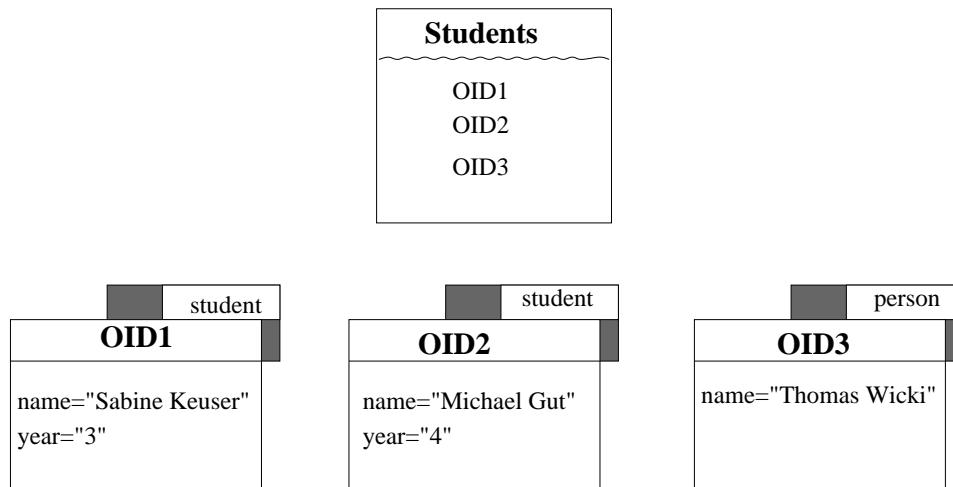 Students
OID1
OID2
OID3
student
OID1
name="Sabine Keuser"
year="3"
student
OID2
name="Michael Gut"
year="4"
person
OID3
name="Thomas Wicki"